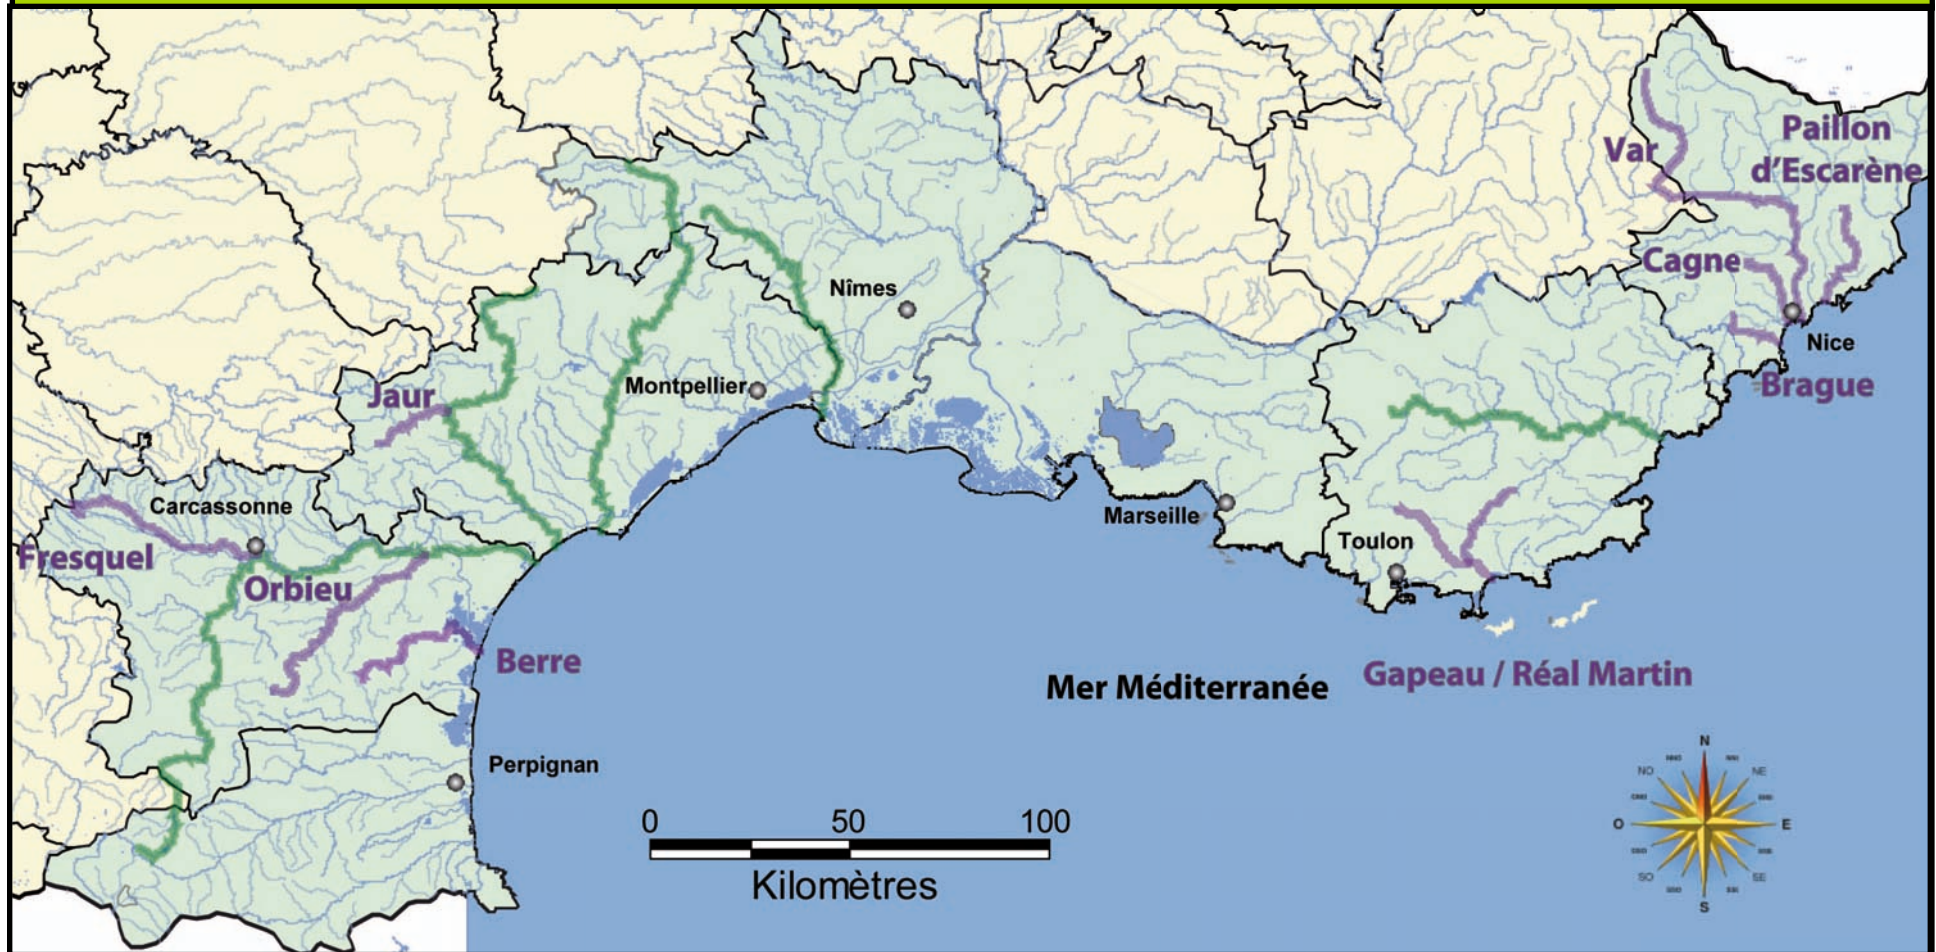 Paillon
d'Escarène
Var
Cagne
Nîmes
Nice
Montpellier
Jaur
Brague
Carcassonne
Marseille
Toulon
Fresquel
Orbieu
Berre
Gapeau / Réal Martin
Mer Méditerranée
Perpignan
0 50 100
Kilomètres
N
NO NE
O E
SO SE
S